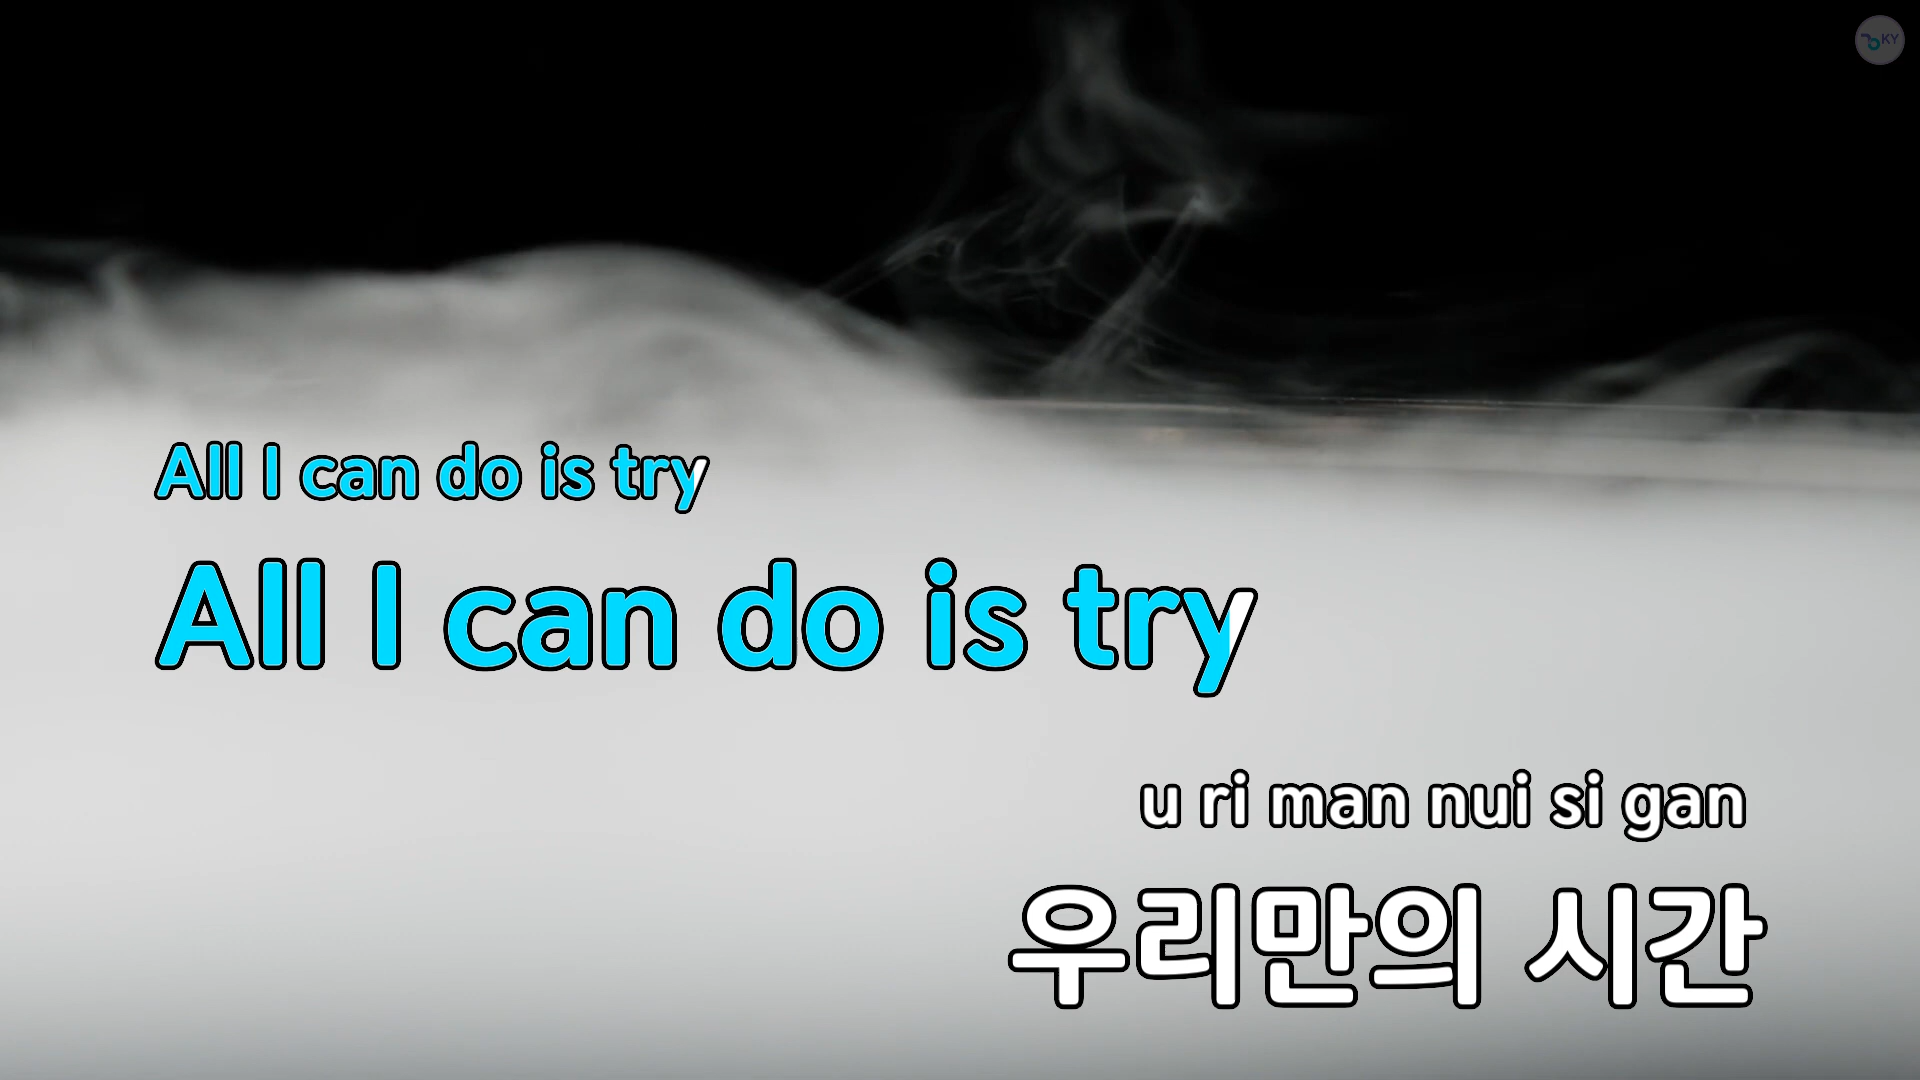 KY
All I can do is try
All I can do is try
u ri man nui si gan
우리만의 시간